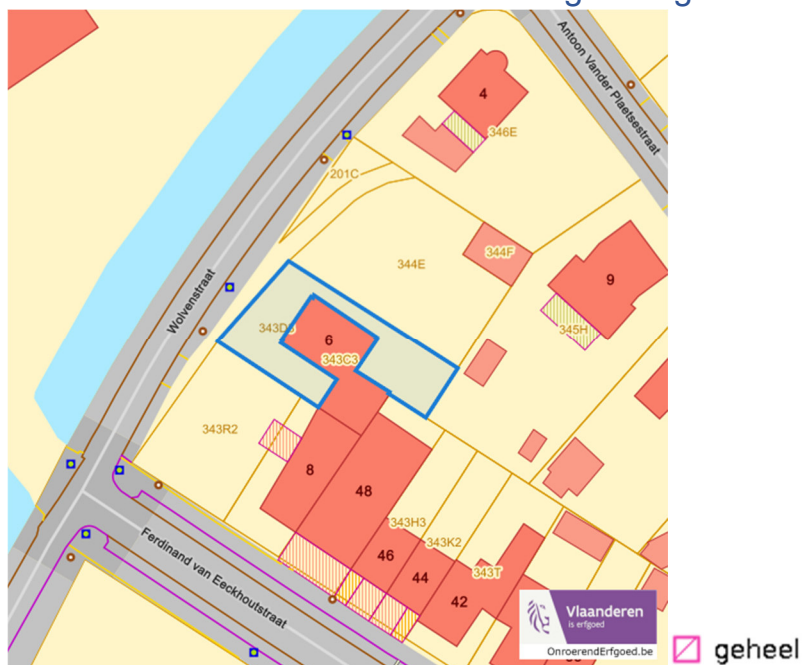 Antoon Vander Plaetsestraat
4
346E
201C
344E
344F
9
345H
Wolvenstraat
343D3
6
343C3
343R2
8
48
343H3
46
343K2
44
343T
42
Ferdinand van Eeckhoutstraat
Vlaanderen
is erfgoed
OnroerendErfgoed.be
geheel